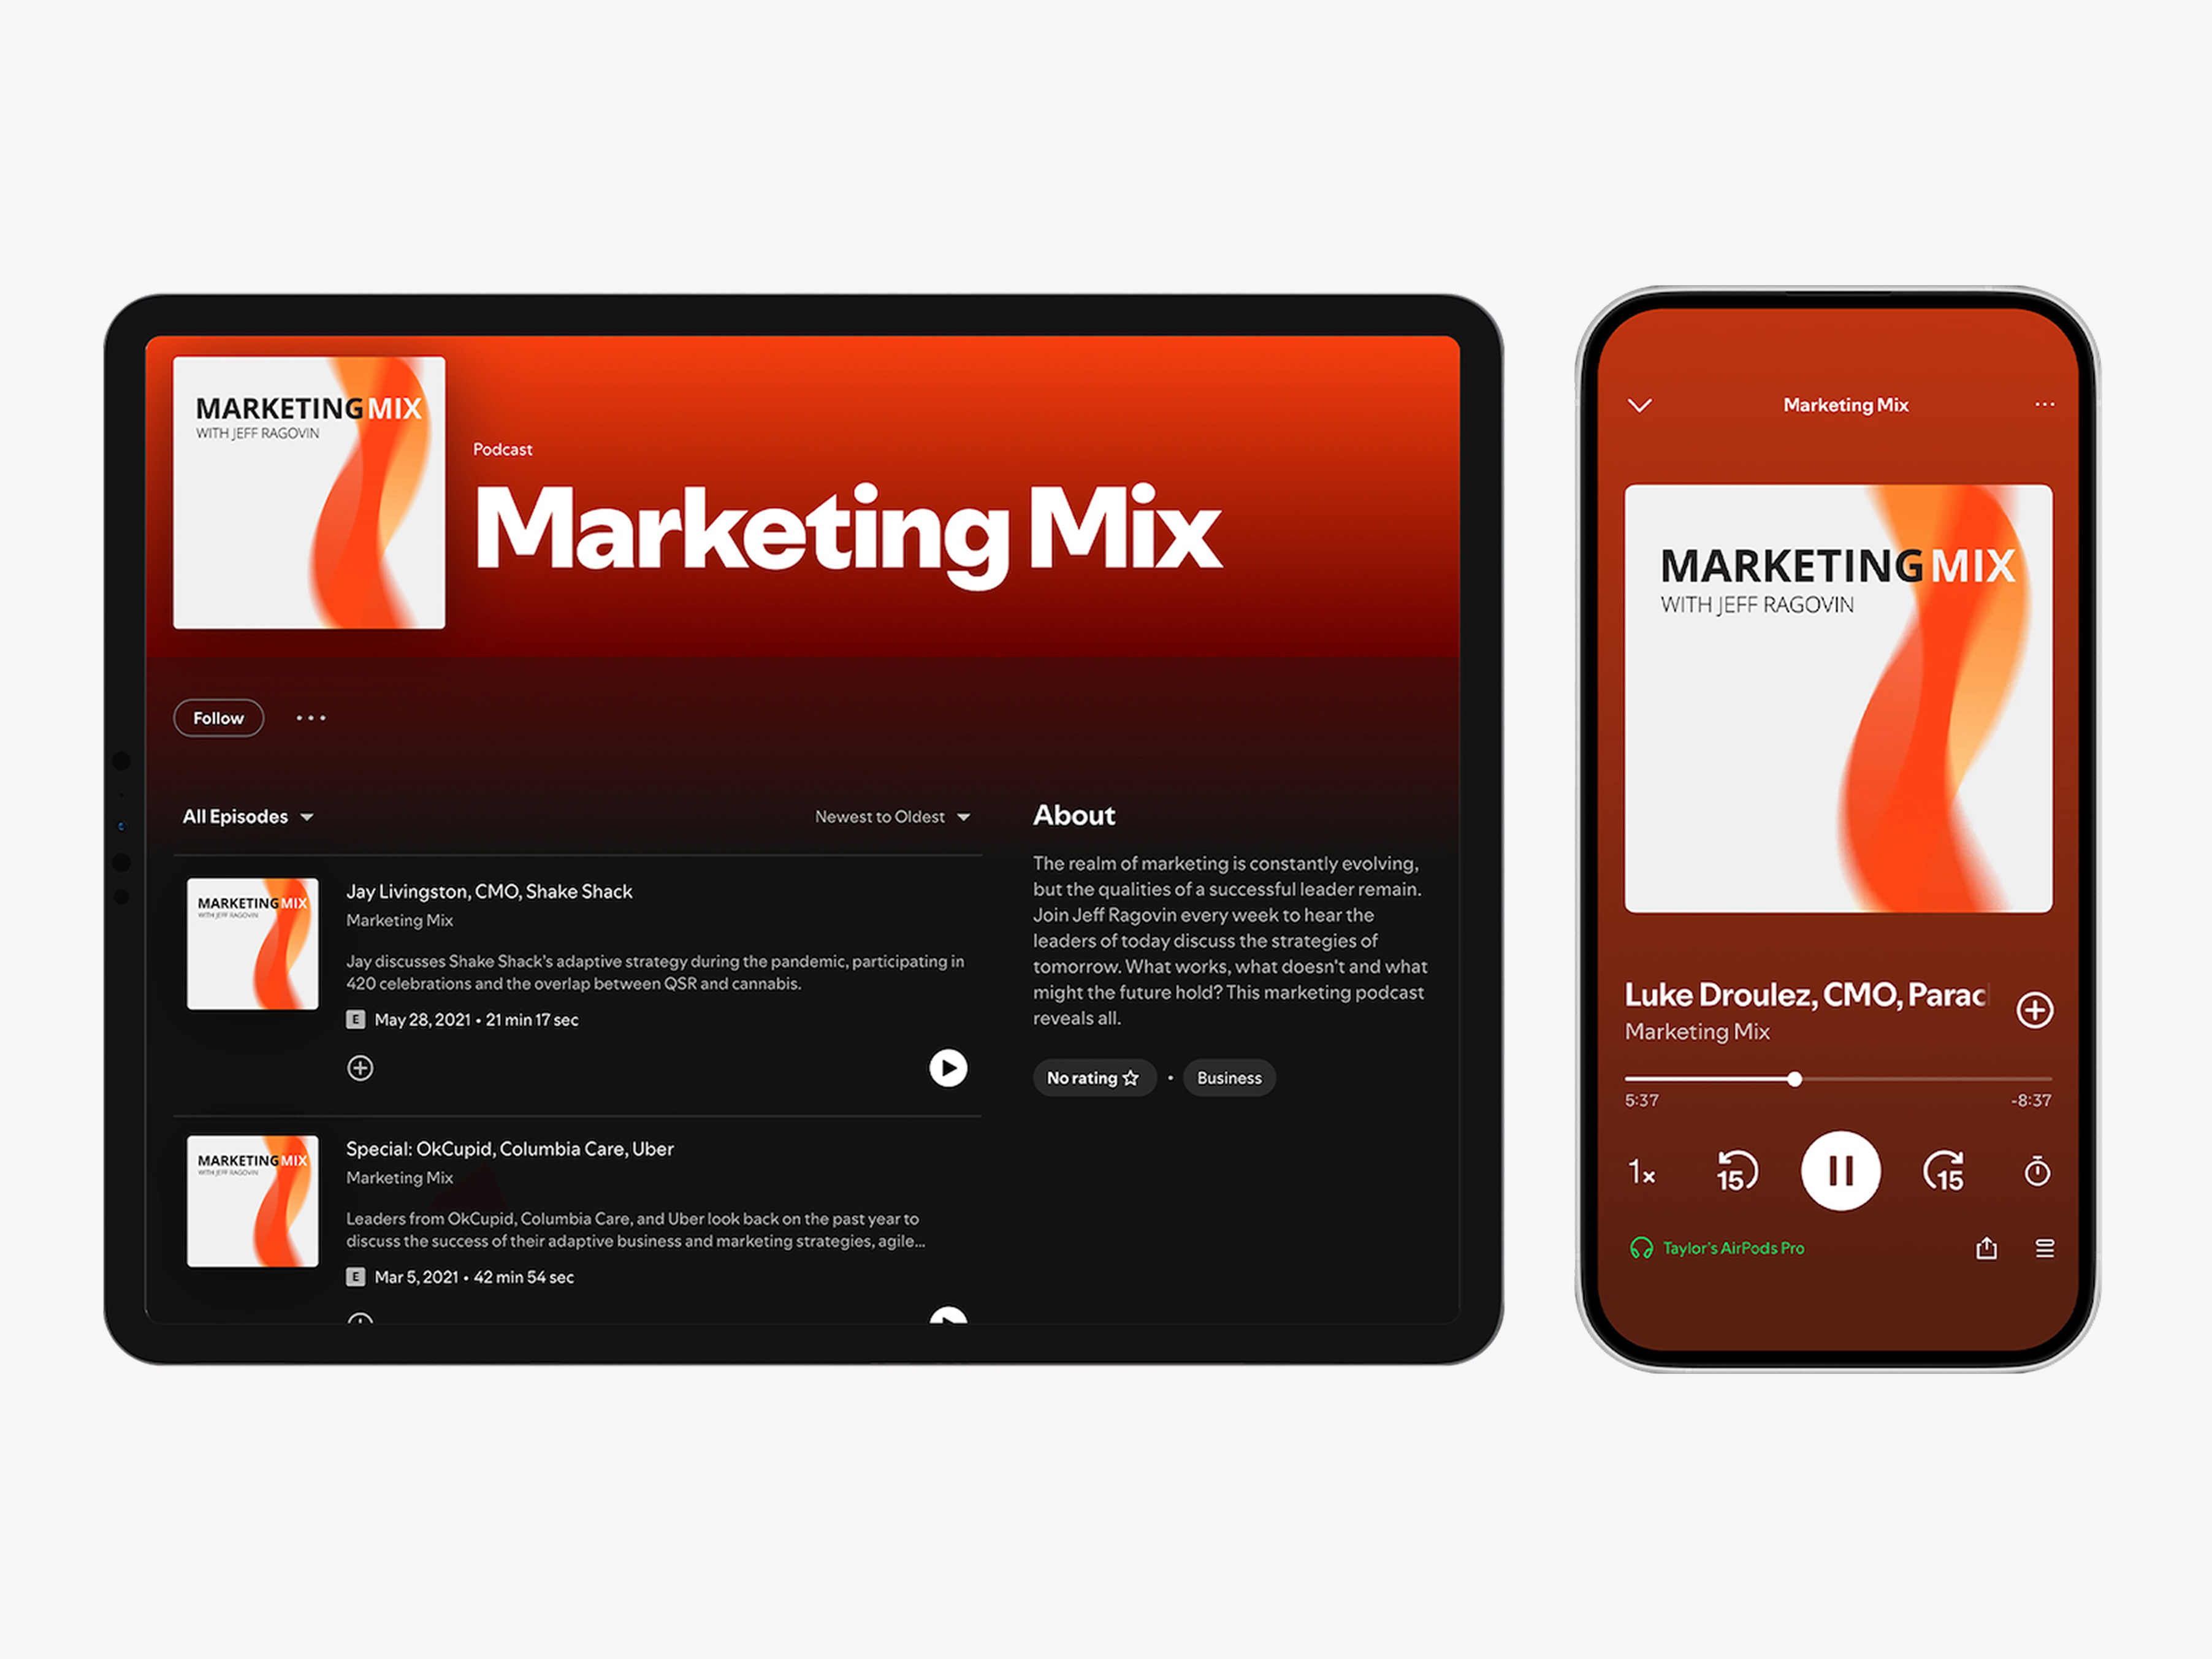 MARKETING MIX
WITH JEFF RAGOVIN
Podcast
Marketing Mix
Follow
All Episodes
Newest to Oldest
MARKETING MIX
WITH JEFF RAGOVIN
Jay Livingston, CMO, Shake Shack
Marketing Mix
Jay discusses Shake Shack's adaptive strategy during the pandemic, participating in
420 celebrations and the overlap between QSR and cannabis.
E May 28, 2021 • 21 min 17 sec
MARKETING MIX
WITH JEFF RAGOVIN
Special: OkCupid, Columbia Care, Uber
Marketing Mix
Leaders from OkCupid, Columbia Care, and Uber look back on the past year to
discuss the success of their adaptive business and marketing strategies, agile...
E Mar 5, 2021 • 42 min 54 sec
About
The realm of marketing is constantly evolving,
but the qualities of a successful leader remain.
Join Jeff Ragovin every week to hear the
leaders of today discuss the strategies of
tomorrow. What works, what doesn't and what
might the future hold? This marketing podcast
reveals all.
No rating • Business
Marketing Mix
MARKETING MIX
WITH JEFF RAGOVIN
Luke Droulez, CMO, Parac
Marketing Mix
5:37 -8:37
1x 15 15
Taylor's AirPods Pro